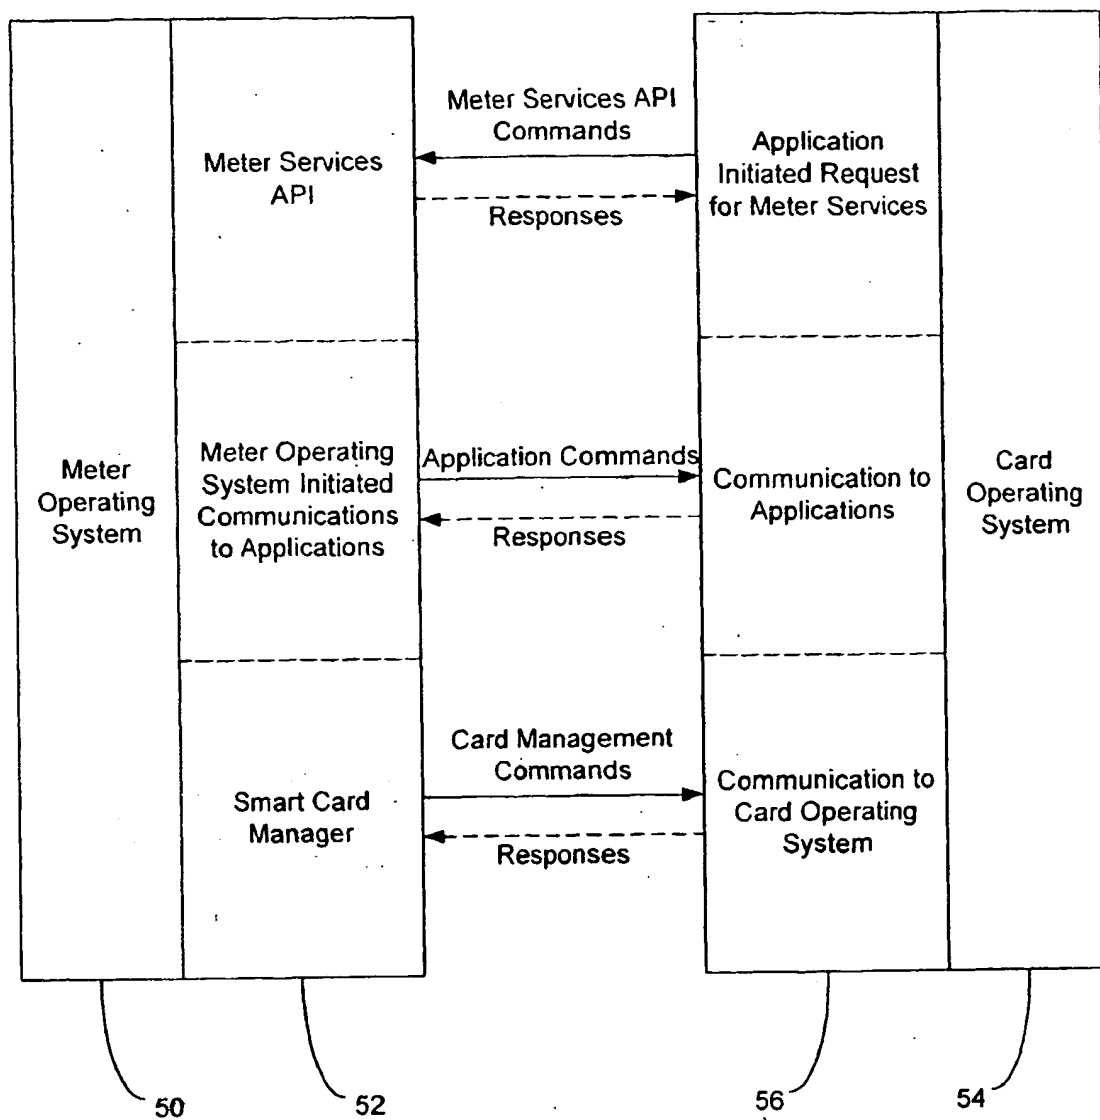 Meter Services API
Commands
Meter Services
API
Application
Initiated Request
for Meter Services
Responses
Meter
Operating
System
Meter Operating
System Initiated
Communications
to Applications
Application Commands
Communication to
Applications
Card
Operating
System
Responses
Card Management
Commands
Smart Card
Manager
Communication to
Card Operating
System
Responses
50
52
56
54